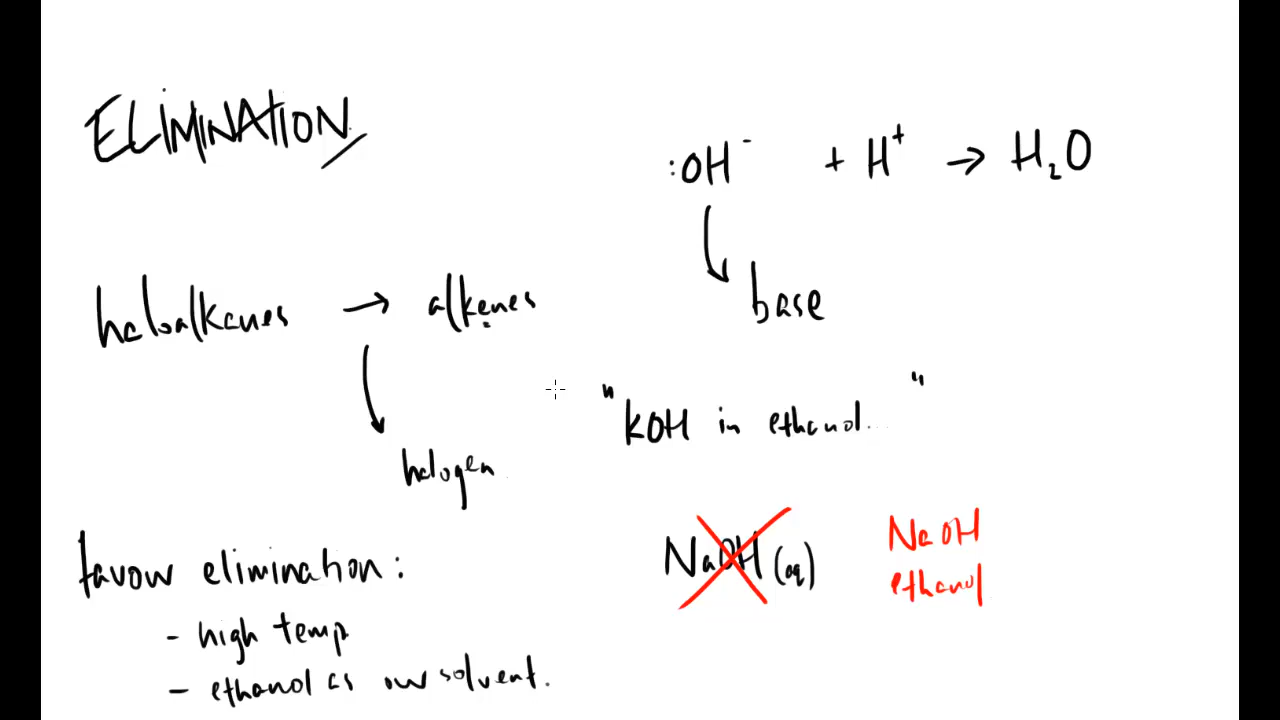 ELIMINATION
:OH⁻ + H⁺ → H₂O
base
haloalkanes → alkenes
halogen
"KOH in ethanol"
NaOH (aq)
NaOH
ethanol
favour elimination:
- high temp
- ethanol as our solvent.